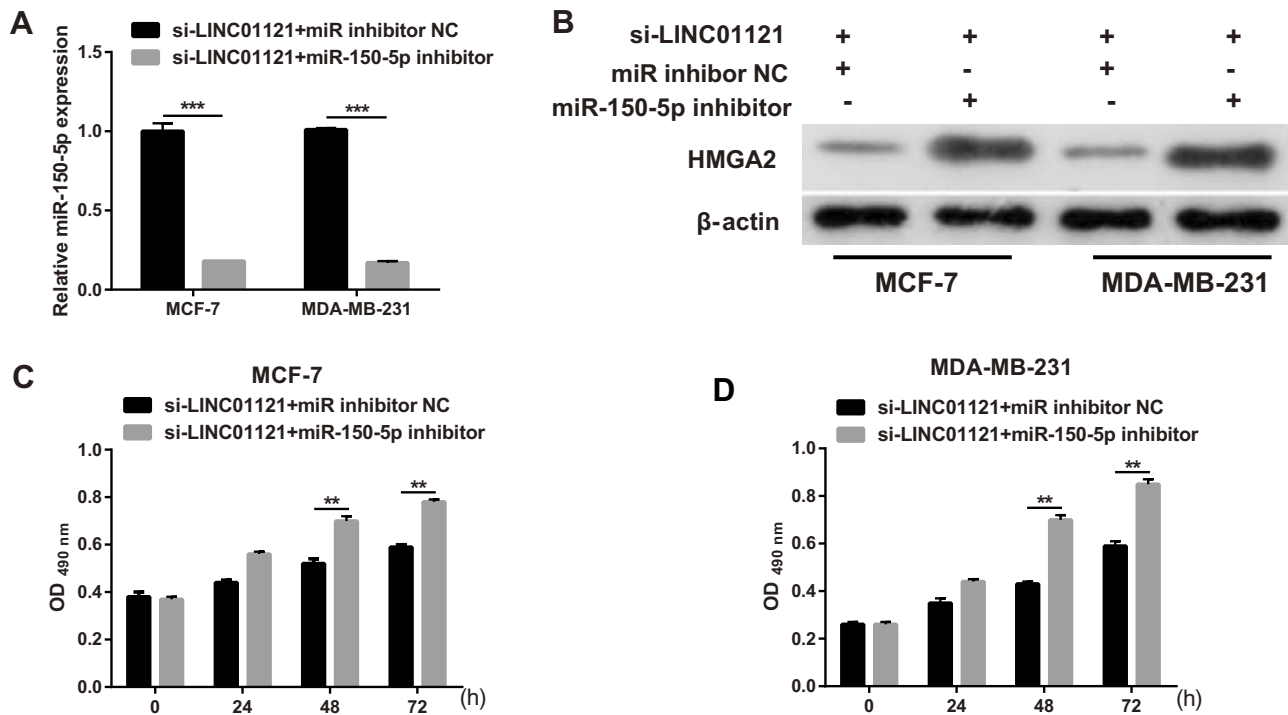 A
si-LINC01121+miR inhibitor NC
si-LINC01121+miR-150-5p inhibitor
Relative miR-150-5p expression
1.5
1.0
0.5
0.0
***
***
MCF-7
MDA-MB-231
B
si-LINC01121 + + + +
miR inhibor NC + - + -
miR-150-5p inhibitor - + - +
HMGA2
β-actin
MCF-7
MDA-MB-231
C
MCF-7
si-LINC01121+miR inhibitor NC
si-LINC01121+miR-150-5p inhibitor
OD 490 nm
1.0
0.8
0.6
0.4
0.2
0.0
**
**
0 24 48 72 (h)
D
MDA-MB-231
si-LINC01121+miR inhibitor NC
si-LINC01121+miR-150-5p inhibitor
OD 490 nm
1.0
0.8
0.6
0.4
0.2
0.0
**
**
0 24 48 72 (h)